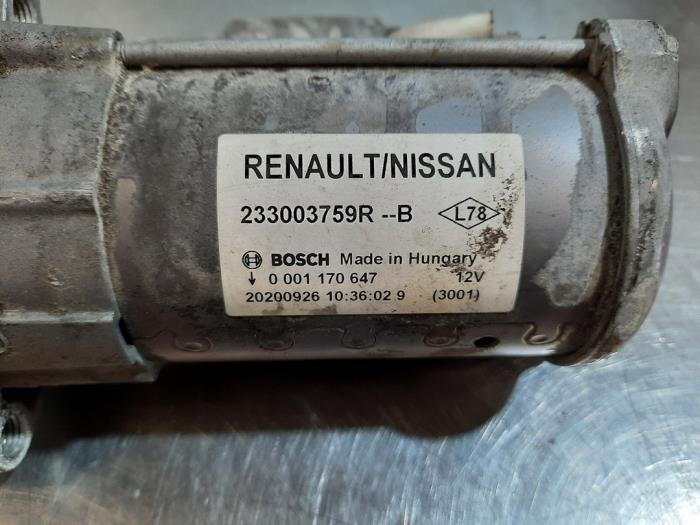 RENAULT/NISSAN
233003759R --B L78
BOSCH Made in Hungary
↓ 0 001 170 647 12V
20200926 10:36:02 9 (3001)